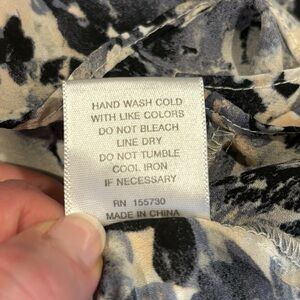 HAND WASH COLD
WITH LIKE COLORS
DO NOT BLEACH
LINE DRY
DO NOT TUMBLE
COOL IRON
IF NECESSARY
RN 155730
MADE IN CHINA